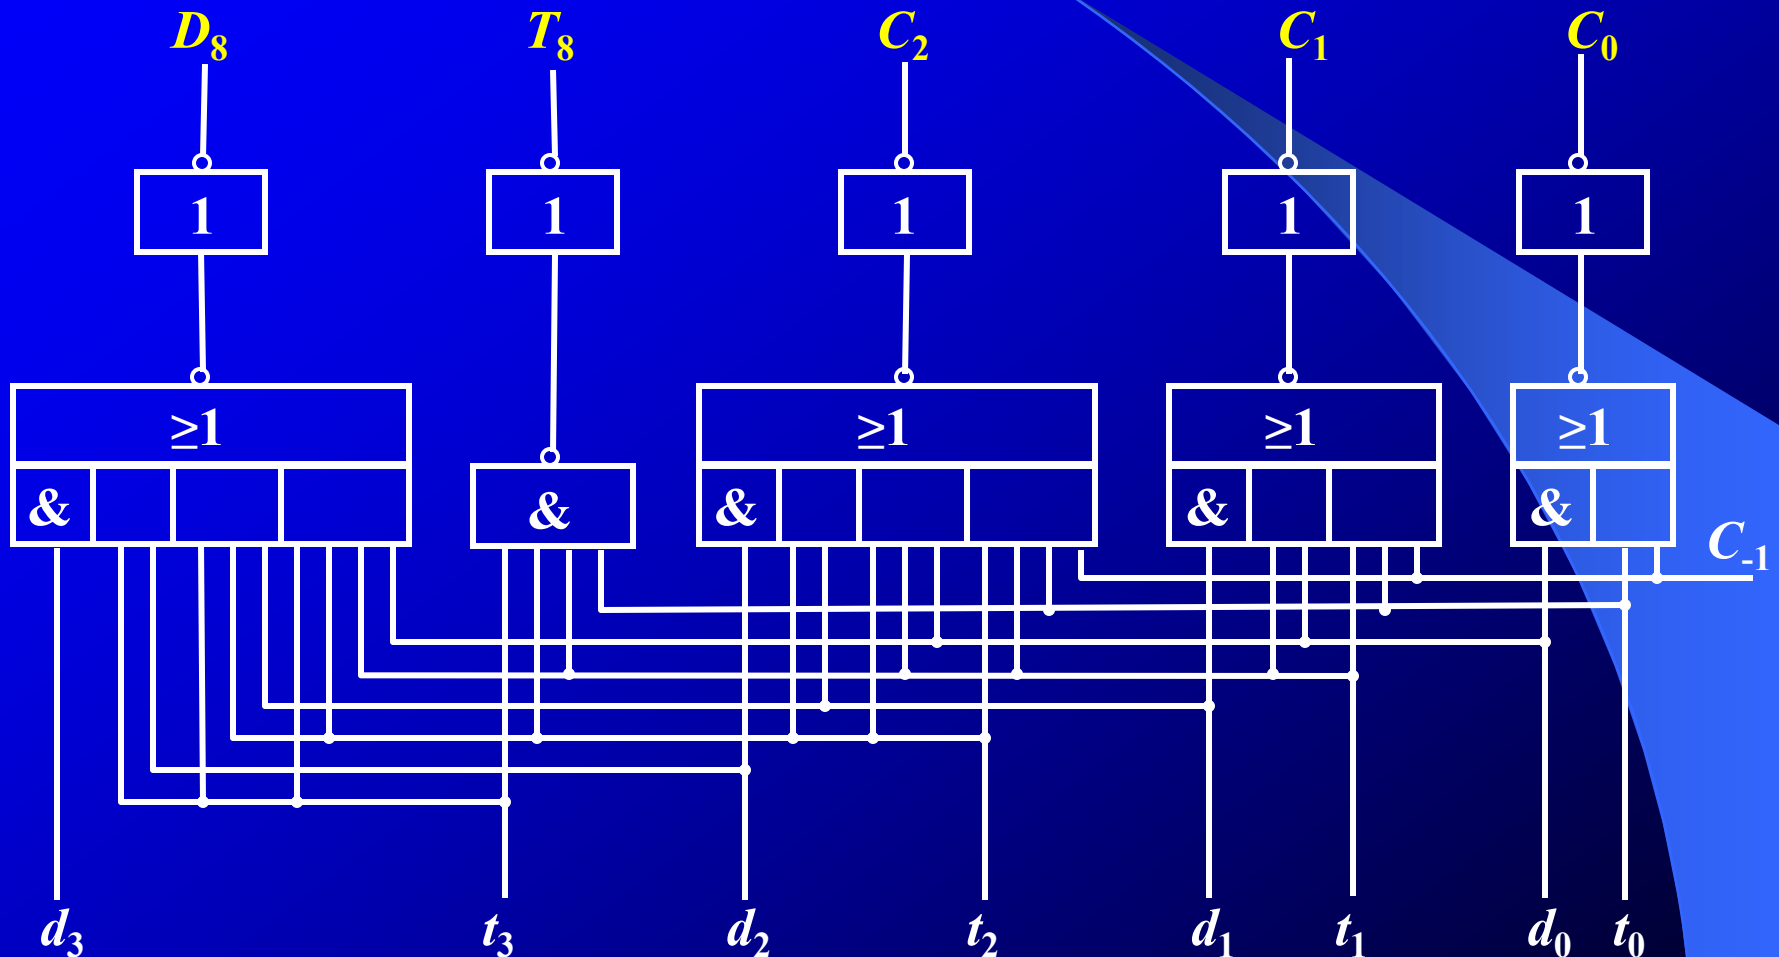 D₈ T₈ C₂ C₁ C₀
1 1 1 1 1
≥1 ≥1 ≥1 ≥1
& & & & &
C₋₁
d₃ t₃ d₂ t₂ d₁ t₁ d₀ t₀